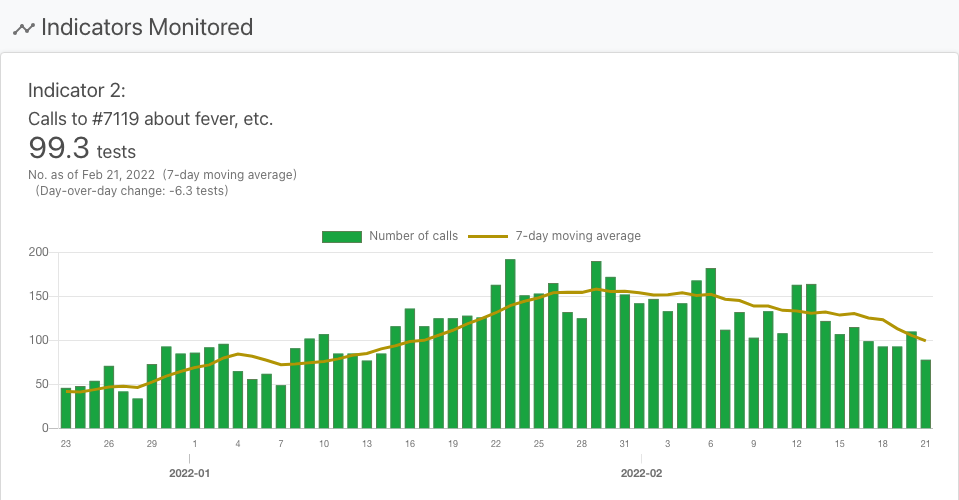 Indicators Monitored
Indicator 2:
Calls to #7119 about fever, etc.
99.3 tests
No. as of Feb 21, 2022 (7-day moving average)
(Day-over-day change: -6.3 tests)
Number of calls 7-day moving average
200
150
100
50
0
23 26 29 1 4 7 10 13 16 19 22 25 28 31 3 6 9 12 15 18 21
2022-01 2022-02